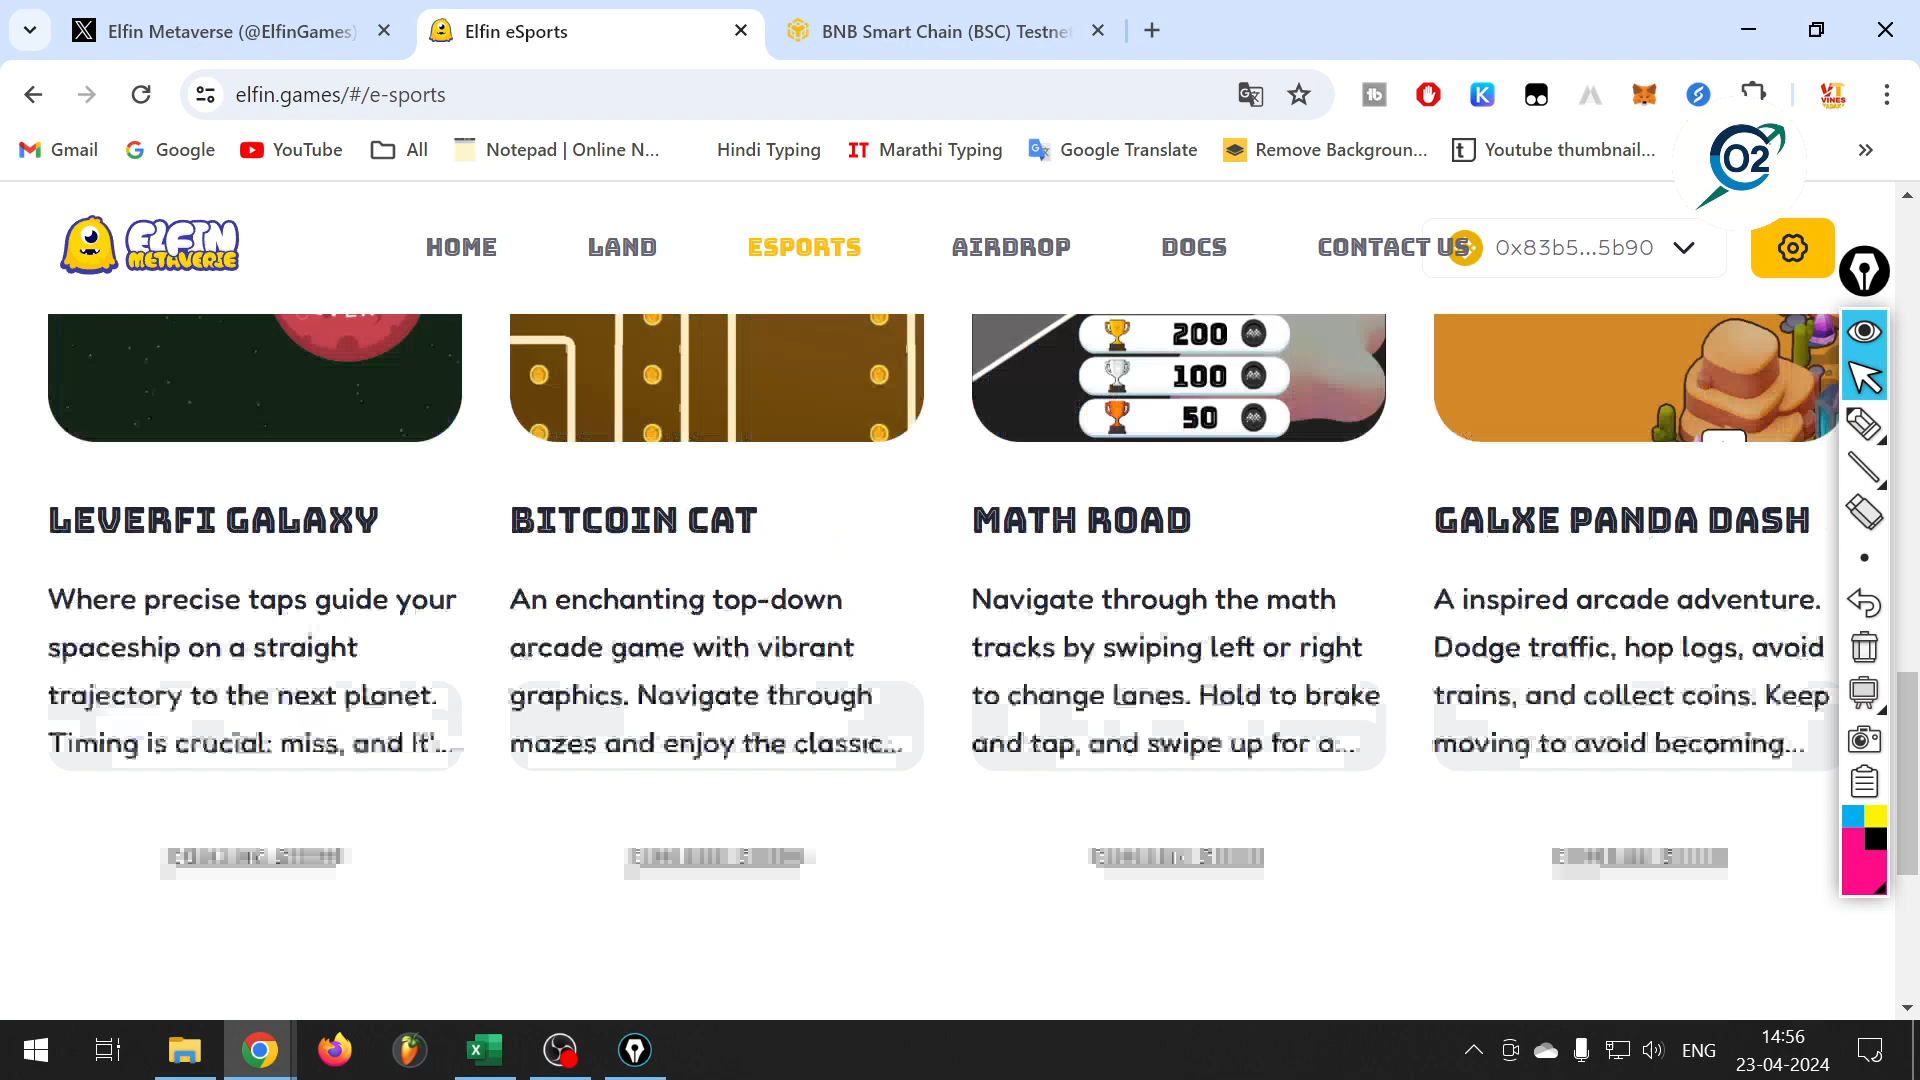 Elfin Metaverse (@ElfinGames)
Elfin eSports
BNB Smart Chain (BSC) Testne
elfin.games/#/e-sports
Gmail
Google
YouTube
All
Notepad | Online N...
Hindi Typing
IT Marathi Typing
Google Translate
Remove Backgroun...
Youtube thumbnail...
O2
ELFIN
METAVERSE
HOME
LAND
ESPORTS
AIRDROP
DOCS
CONTACT US
0x83b5...5b90
200
100
50
LEVERFI GALAXY
Where precise taps guide your
spaceship on a straight
trajectory to the next planet.
Timing is crucial: miss, and it'...
BITCOIN CAT
An enchanting top-down
arcade game with vibrant
graphics. Navigate through
mazes and enjoy the classic...
MATH ROAD
Navigate through the math
tracks by swiping left or right
to change lanes. Hold to brake
and tap, and swipe up for a...
GALXE PANDA DASH
A inspired arcade adventure.
Dodge traffic, hop logs, avoid
trains, and collect coins. Keep
moving to avoid becoming...
ENG
14:56
23-04-2024